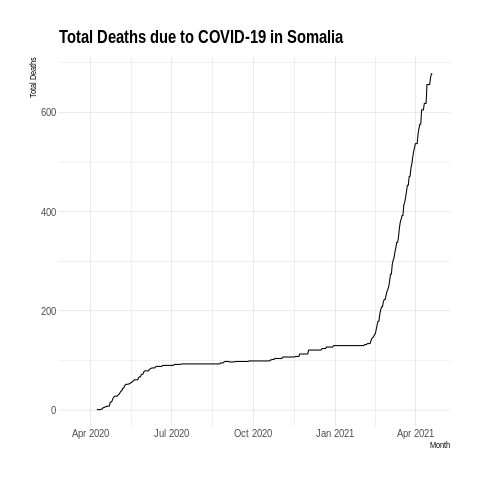 Total Deaths due to COVID-19 in Somalia
Total Deaths
600
400
200
0
Apr 2020 Jul 2020 Oct 2020 Jan 2021 Apr 2021
Month